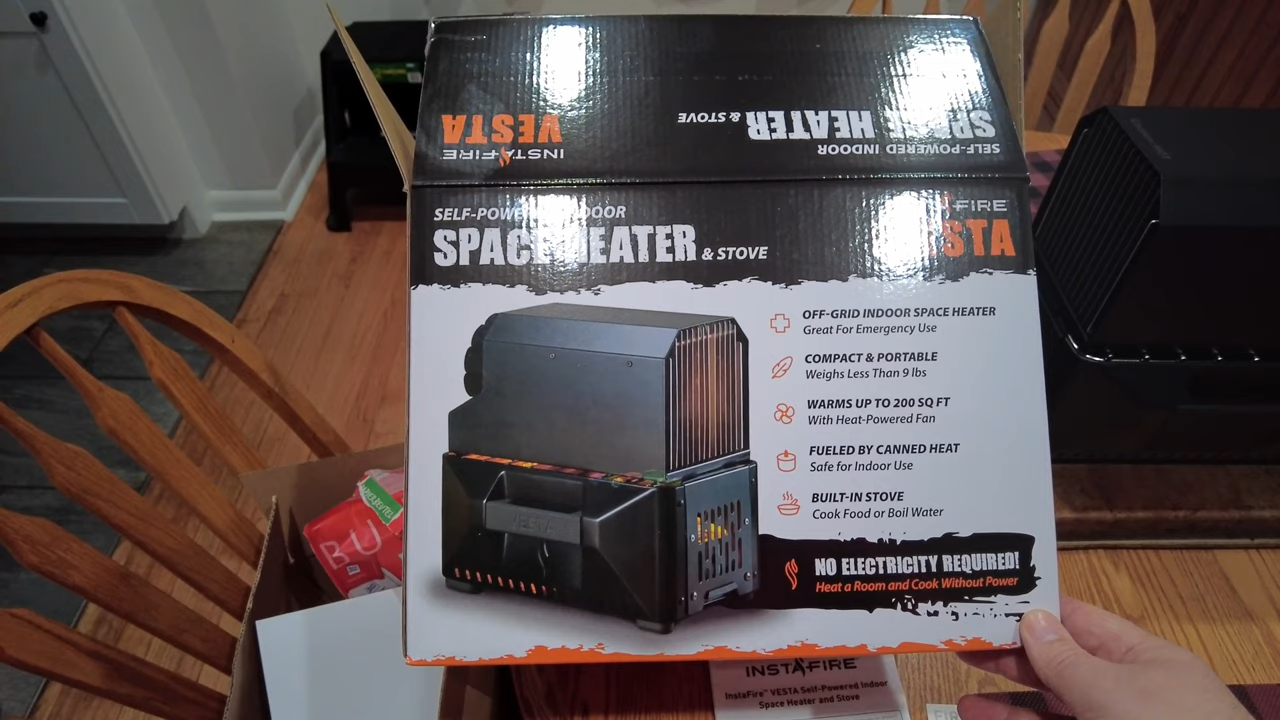 INSTAFIRE
VESTA
SELF-POWERED INDOOR
SPACE HEATER & STOVE
SELF-POWERED INDOOR
SPACE HEATER & STOVE
FIRE
STA
OFF-GRID INDOOR SPACE HEATER
Great For Emergency Use
COMPACT & PORTABLE
Weighs Less Than 9 lbs
WARMS UP TO 200 SQ FT
With Heat-Powered Fan
FUELED BY CANNED HEAT
Safe for Indoor Use
BUILT-IN STOVE
Cook Food or Boil Water
NO ELECTRICITY REQUIRED!
Heat a Room and Cook Without Power
VESTA
BU
INSTAFIRE
InstaFire™ VESTA Self-Powered Indoor
Space Heater and Stove
FIR